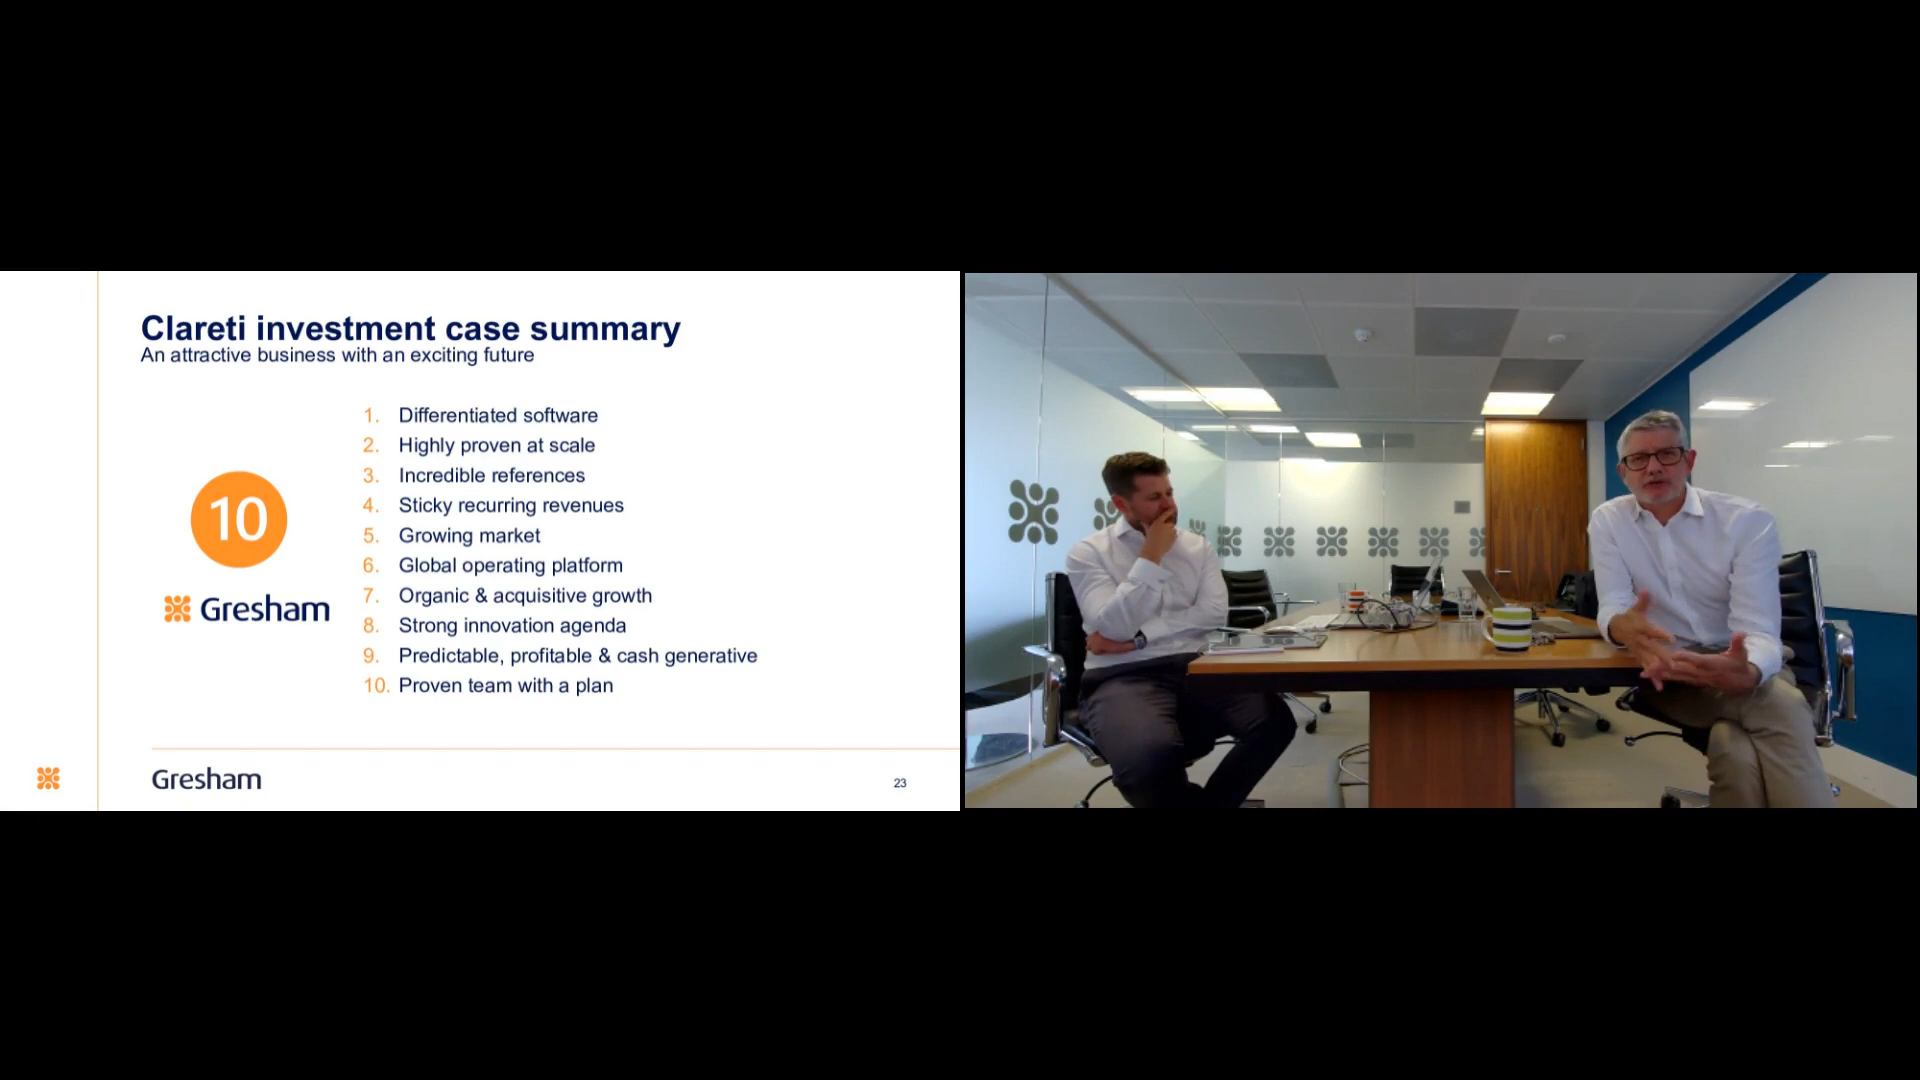 Clareti investment case summary
An attractive business with an exciting future
10
Gresham
1. Differentiated software
2. Highly proven at scale
3. Incredible references
4. Sticky recurring revenues
5. Growing market
6. Global operating platform
7. Organic & acquisitive growth
8. Strong innovation agenda
9. Predictable, profitable & cash generative
10. Proven team with a plan
Gresham
23